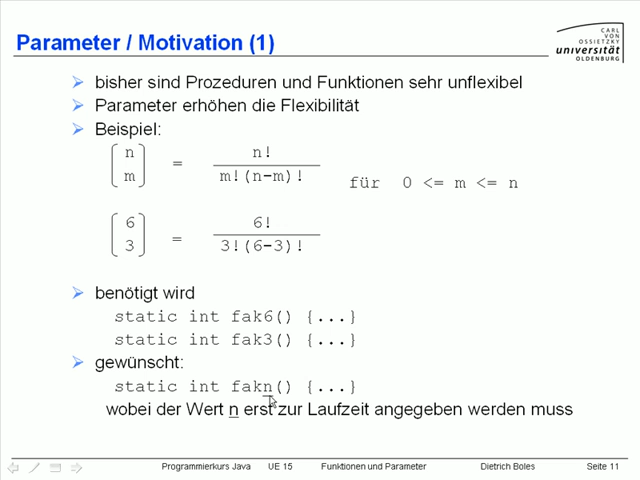 Parameter / Motivation (1)
CARL
VON
OSSIETZKY
universität
OLDENBURG
bisher sind Prozeduren und Funktionen sehr unflexibel
Parameter erhöhen die Flexibilität
Beispiel:
n
m
=
n!
m!(n-m)!
für 0 <= m <= n
6
3
=
6!
3!(6-3)!
benötigt wird
static int fak6() {...}
static int fak3() {...}
gewünscht:
static int fakn() {...}
wobei der Wert n erst zur Laufzeit angegeben werden muss
Programmierkurs Java UE 15 Funktionen und Parameter Dietrich Boles Seite 11